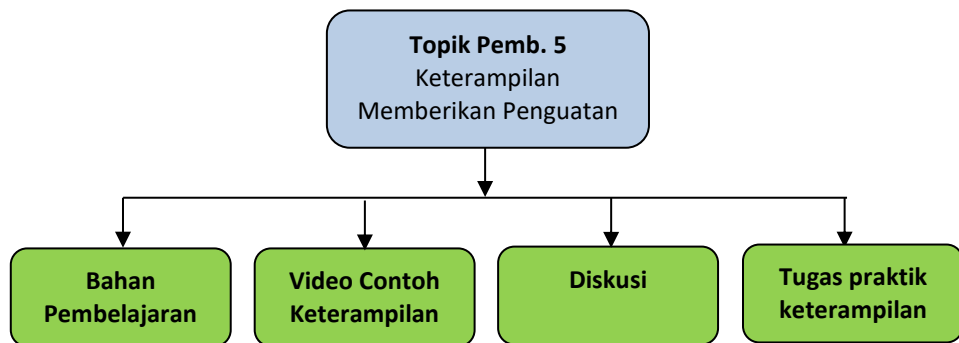 Topik Pemb. 5
Keterampilan
Memberikan Penguatan
Bahan
Pembelajaran
Video Contoh
Keterampilan
Diskusi
Tugas praktik
keterampilan